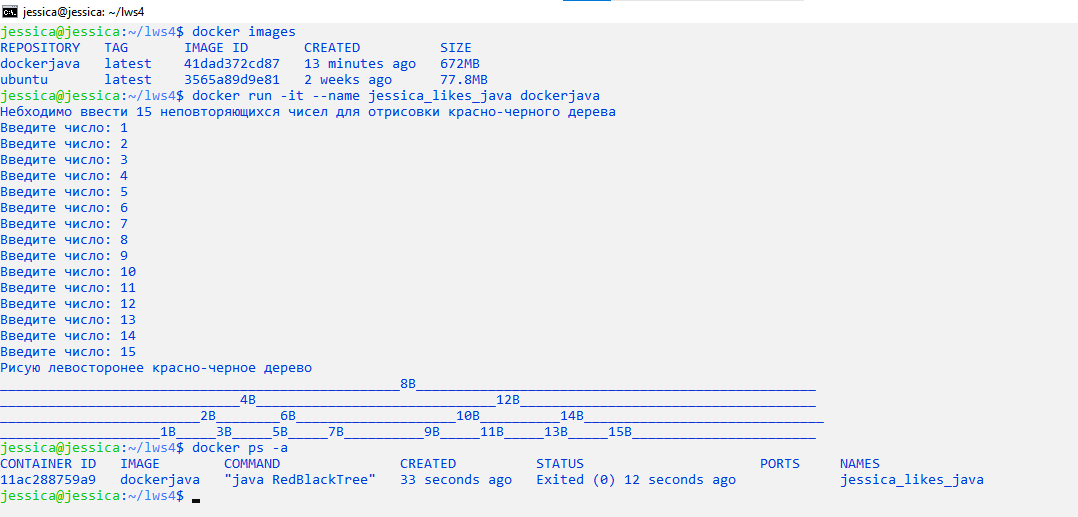 jessica@jessica: ~/lws4
jessica@jessica:~/lws4$ docker images
REPOSITORY   TAG       IMAGE ID       CREATED          SIZE
dockerjava   latest    41dad372cd87   13 minutes ago   672MB
ubuntu       latest    3565a89d9e81   2 weeks ago      77.8MB
jessica@jessica:~/lws4$ docker run -it --name jessica_likes_java dockerjava
Небходимо ввести 15 неповторяющихся чисел для отрисовки красно-черного дерева
Введите число: 1
Введите число: 2
Введите число: 3
Введите число: 4
Введите число: 5
Введите число: 6
Введите число: 7
Введите число: 8
Введите число: 9
Введите число: 10
Введите число: 11
Введите число: 12
Введите число: 13
Введите число: 14
Введите число: 15
Рисую левосторонее красно-черное дерево
__________________________________________________8B__________________________________________________
______________________________4B______________________________12B_____________________________________
_________________________2B________6B____________________10B__________14B______________________________
____________________1B_____3B_____5B_____7B__________9B_____11B_____13B_____15B_______________________
jessica@jessica:~/lws4$ docker ps -a
CONTAINER ID   IMAGE        COMMAND               CREATED          STATUS                      PORTS     NAMES
11ac288759a9   dockerjava   "java RedBlackTree"   33 seconds ago   Exited (0) 12 seconds ago             jessica_likes_java
jessica@jessica:~/lws4$